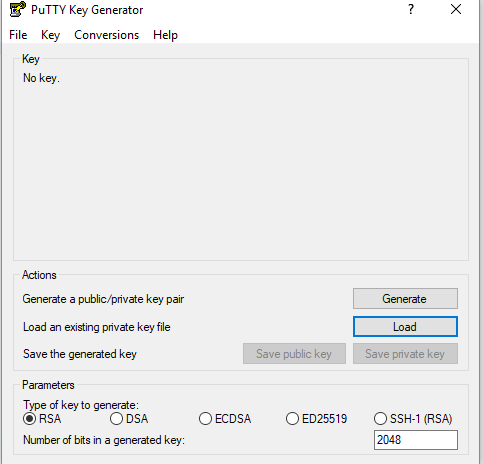 PuTTY Key Generator ?
File Key Conversions Help
Key
No key.
Actions
Generate a public/private key pair Generate
Load an existing private key file Load
Save the generated key Save public key Save private key
Parameters
Type of key to generate:
RSA DSA ECDSA ED25519 SSH-1 (RSA)
Number of bits in a generated key: 2048